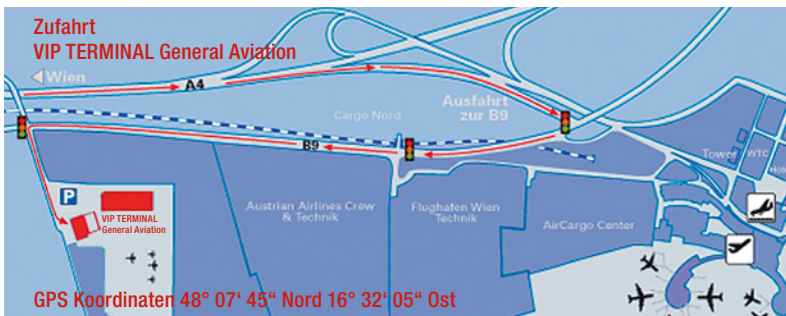 Zufahrt
VIP TERMINAL General Aviation
Wien
A4
Cargo Nord
Ausfahrt
zur B9
B9
Tower
WTC
Hotel
P
VIP TERMINAL
General Aviation
Austrian Airlines Crew
& Technik
Flughafen Wien
Technik
AirCargo Center
GPS Koordinaten 48° 07‘ 45“ Nord 16° 32‘ 05“ Ost